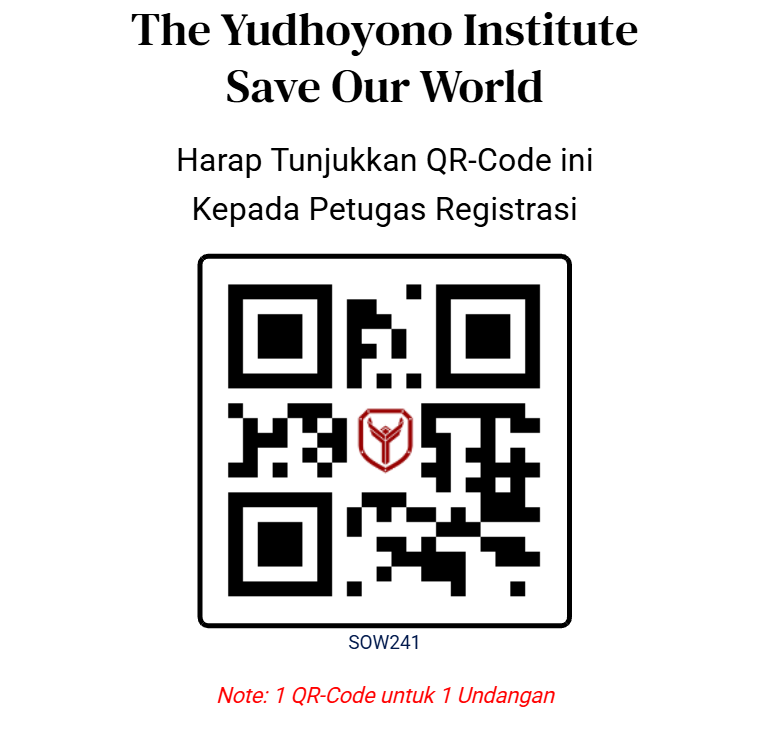 The Yudhoyono Institute
Save Our World
Harap Tunjukkan QR-Code ini
Kepada Petugas Registrasi
SOW241
Note: 1 QR-Code untuk 1 Undangan